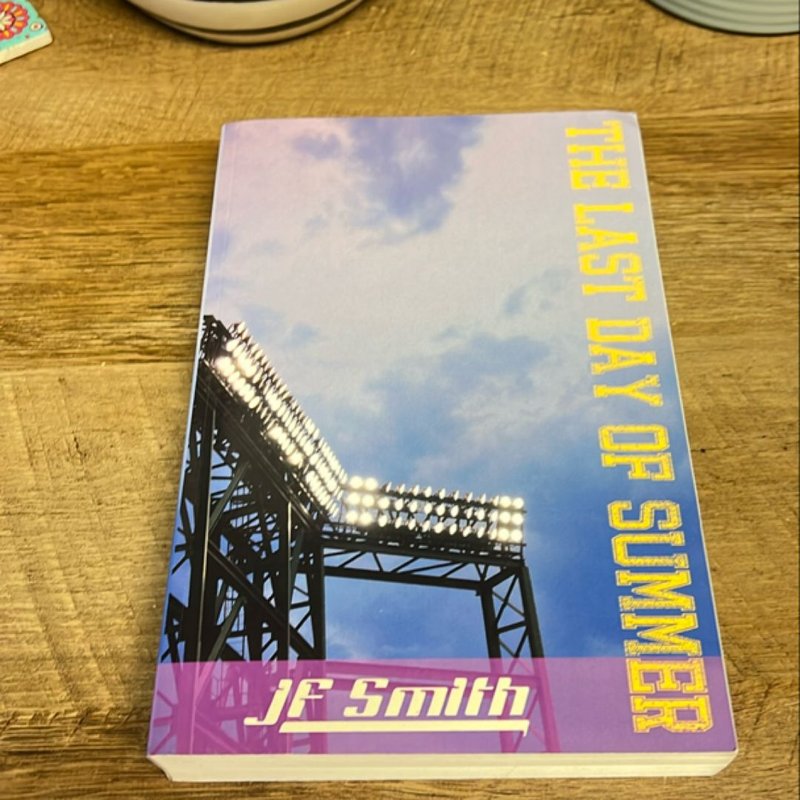 THE LAST DAY OF SUMMER
JF Smith